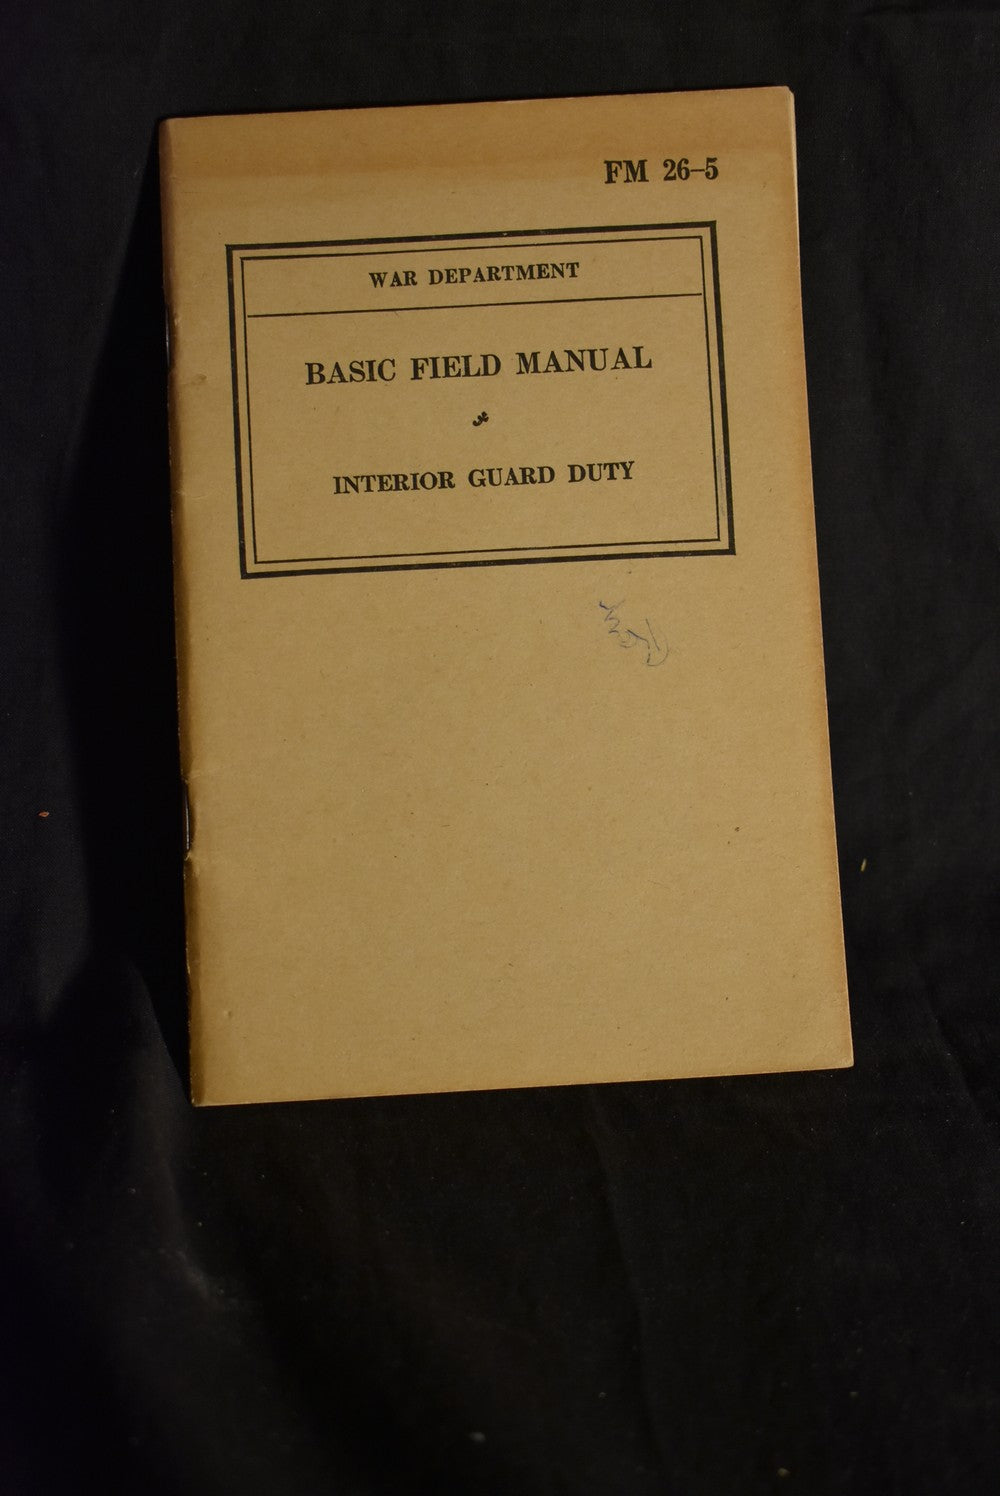 FM 26–5
WAR DEPARTMENT
BASIC FIELD MANUAL
INTERIOR GUARD DUTY